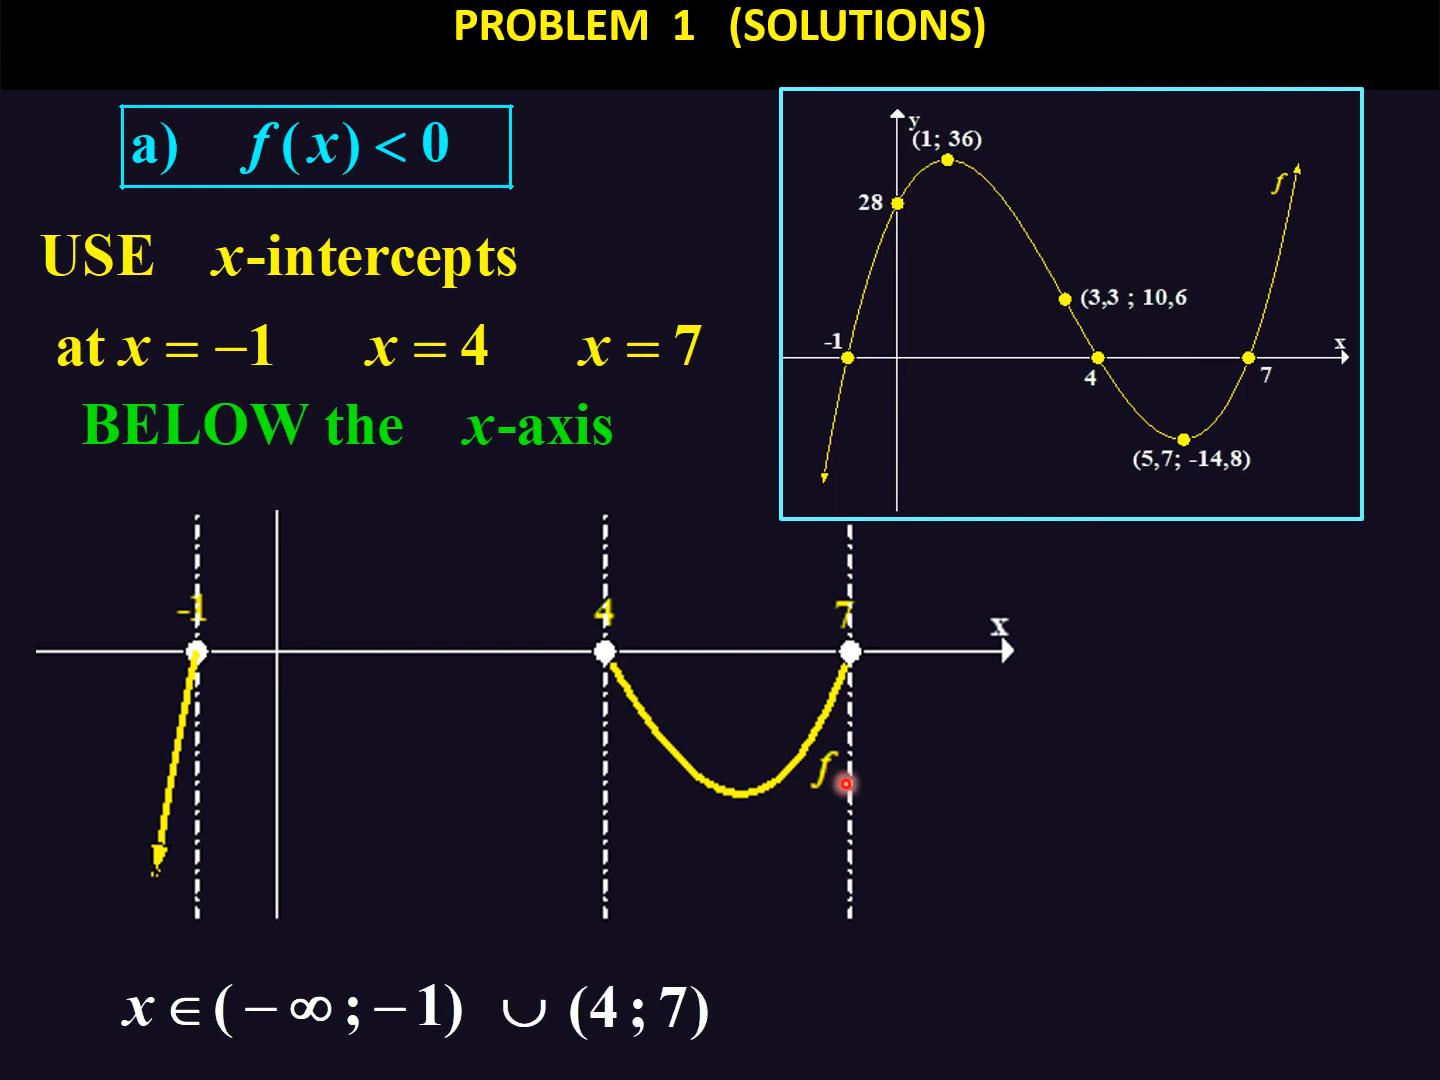 PROBLEM 1 (SOLUTIONS)
a) f(x) < 0
USE x-intercepts
at x = −1 x = 4 x = 7
BELOW the x-axis
y
(1; 36)
28
f
(3,3 ; 10,6
-1
x
4
7
(5,7; -14,8)
-1
4
7
x
f
x ∈ (−∞ ; −1) ∪ (4 ; 7)